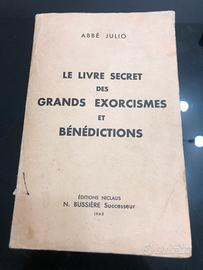 ABBÉ JULIO
LE LIVRE SECRET
DES
GRANDS EXORCISMES
ET
BÉNÉDICTIONS
ÉDITIONS NICLAUS
N. BUSSIÈRE Successeur